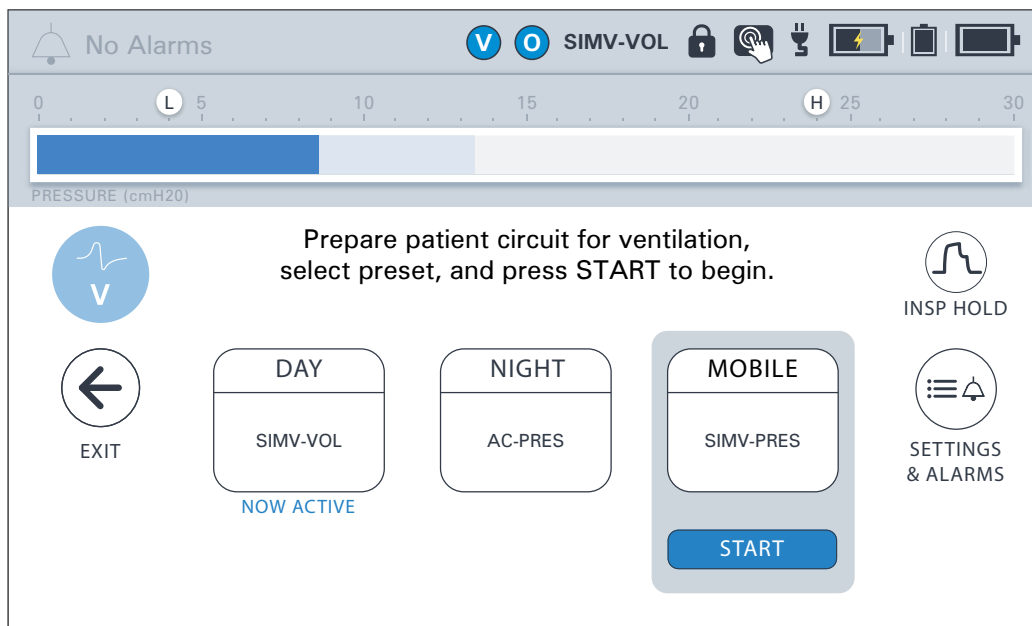 No Alarms
V O SIMV-VOL
0 L 5 10 15 20 H 25 30
PRESSURE (cmH20)
Prepare patient circuit for ventilation,
select preset, and press START to begin.
V
INSP HOLD
EXIT
DAY
SIMV-VOL
NOW ACTIVE
NIGHT
AC-PRES
MOBILE
SIMV-PRES
START
SETTINGS
& ALARMS